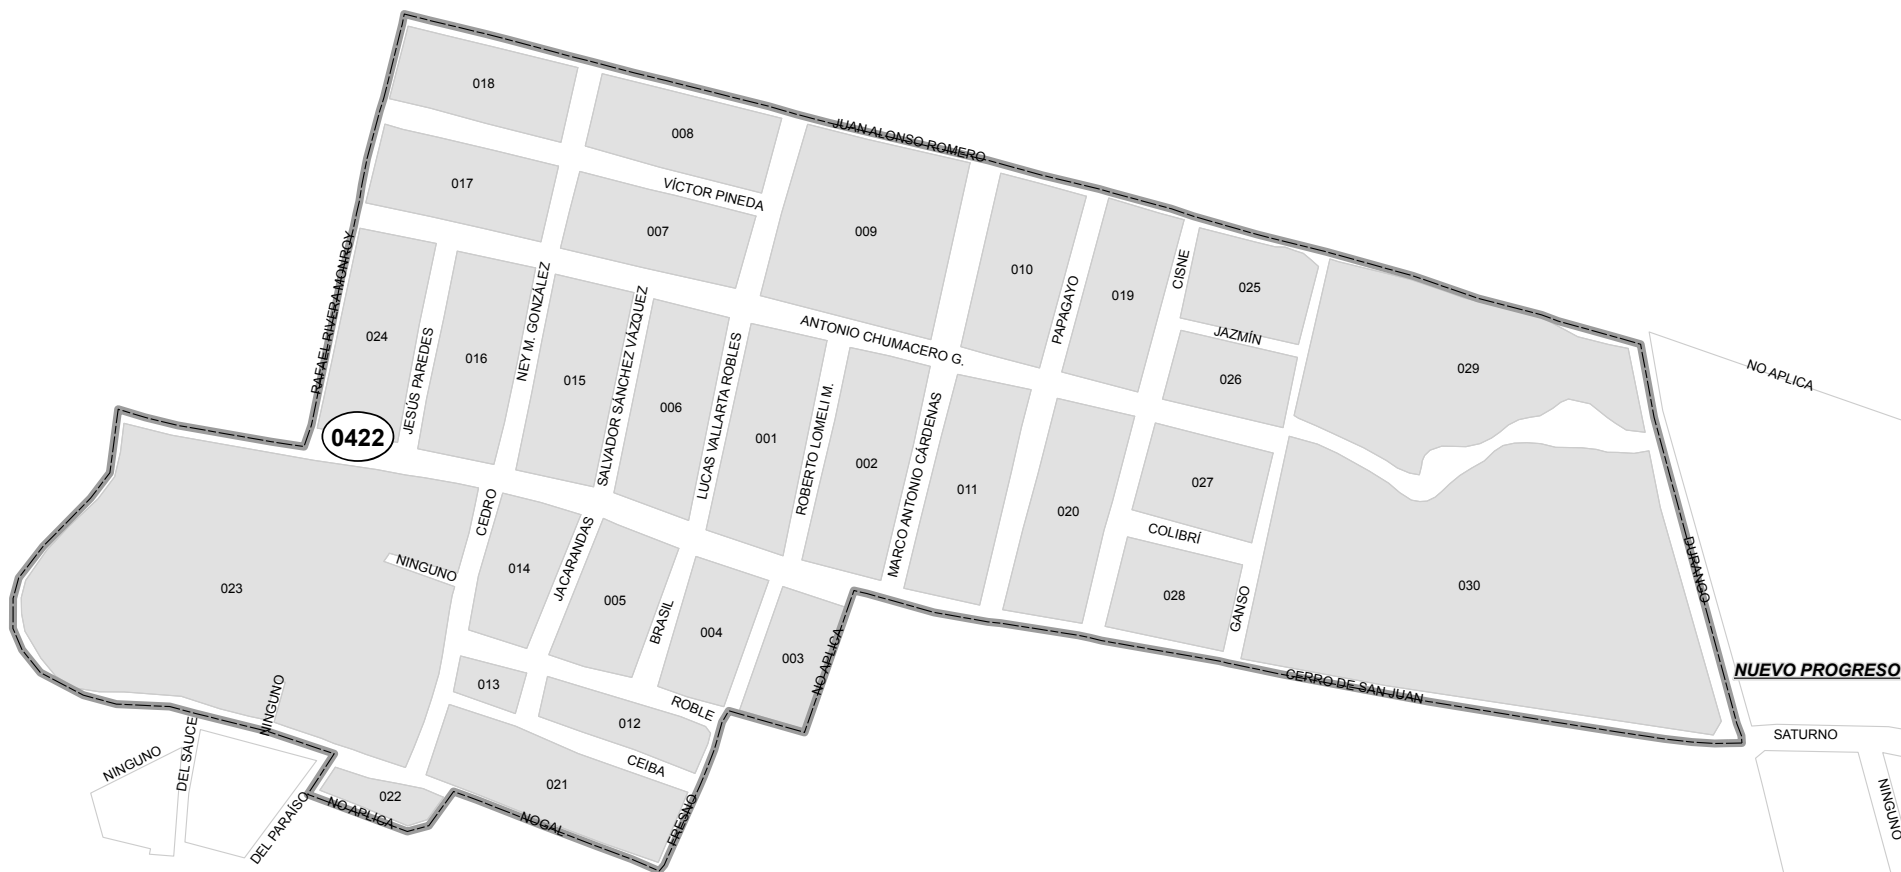 018
008
JUAN ALONSO ROMERO
017
VÍCTOR PINEDA
007
009
RAFAEL RIVERA MONROY
010
PAPAGAYO
019
CISNE
025
JAZMÍN
026
029
NO APLICA
024
JESÚS PAREDES
016
NEY M. GONZÁLEZ
015
SALVADOR SÁNCHEZ VÁZQUEZ
006
LUCAS VALLARTA ROBLES
ANTONIO CHUMACERO G.
001
ROBERTO LOMELI M.
002
MARCO ANTONIO CÁRDENAS
011
020
027
COLIBRÍ
028
GANSO
030
DURANGO
0422
023
NINGUNO
CEDRO
014
JACARANDAS
005
BRASIL
004
003
NO APLICA
CERRO DE SAN JUAN
NUEVO PROGRESO
SATURNO
NINGUNO
013
012
ROBLE
CEIBA
021
NINGUNO
DEL SAUCE
NINGUNO
DEL PARAÍSO
022
NO APLICA
NOGAL
FRESNO